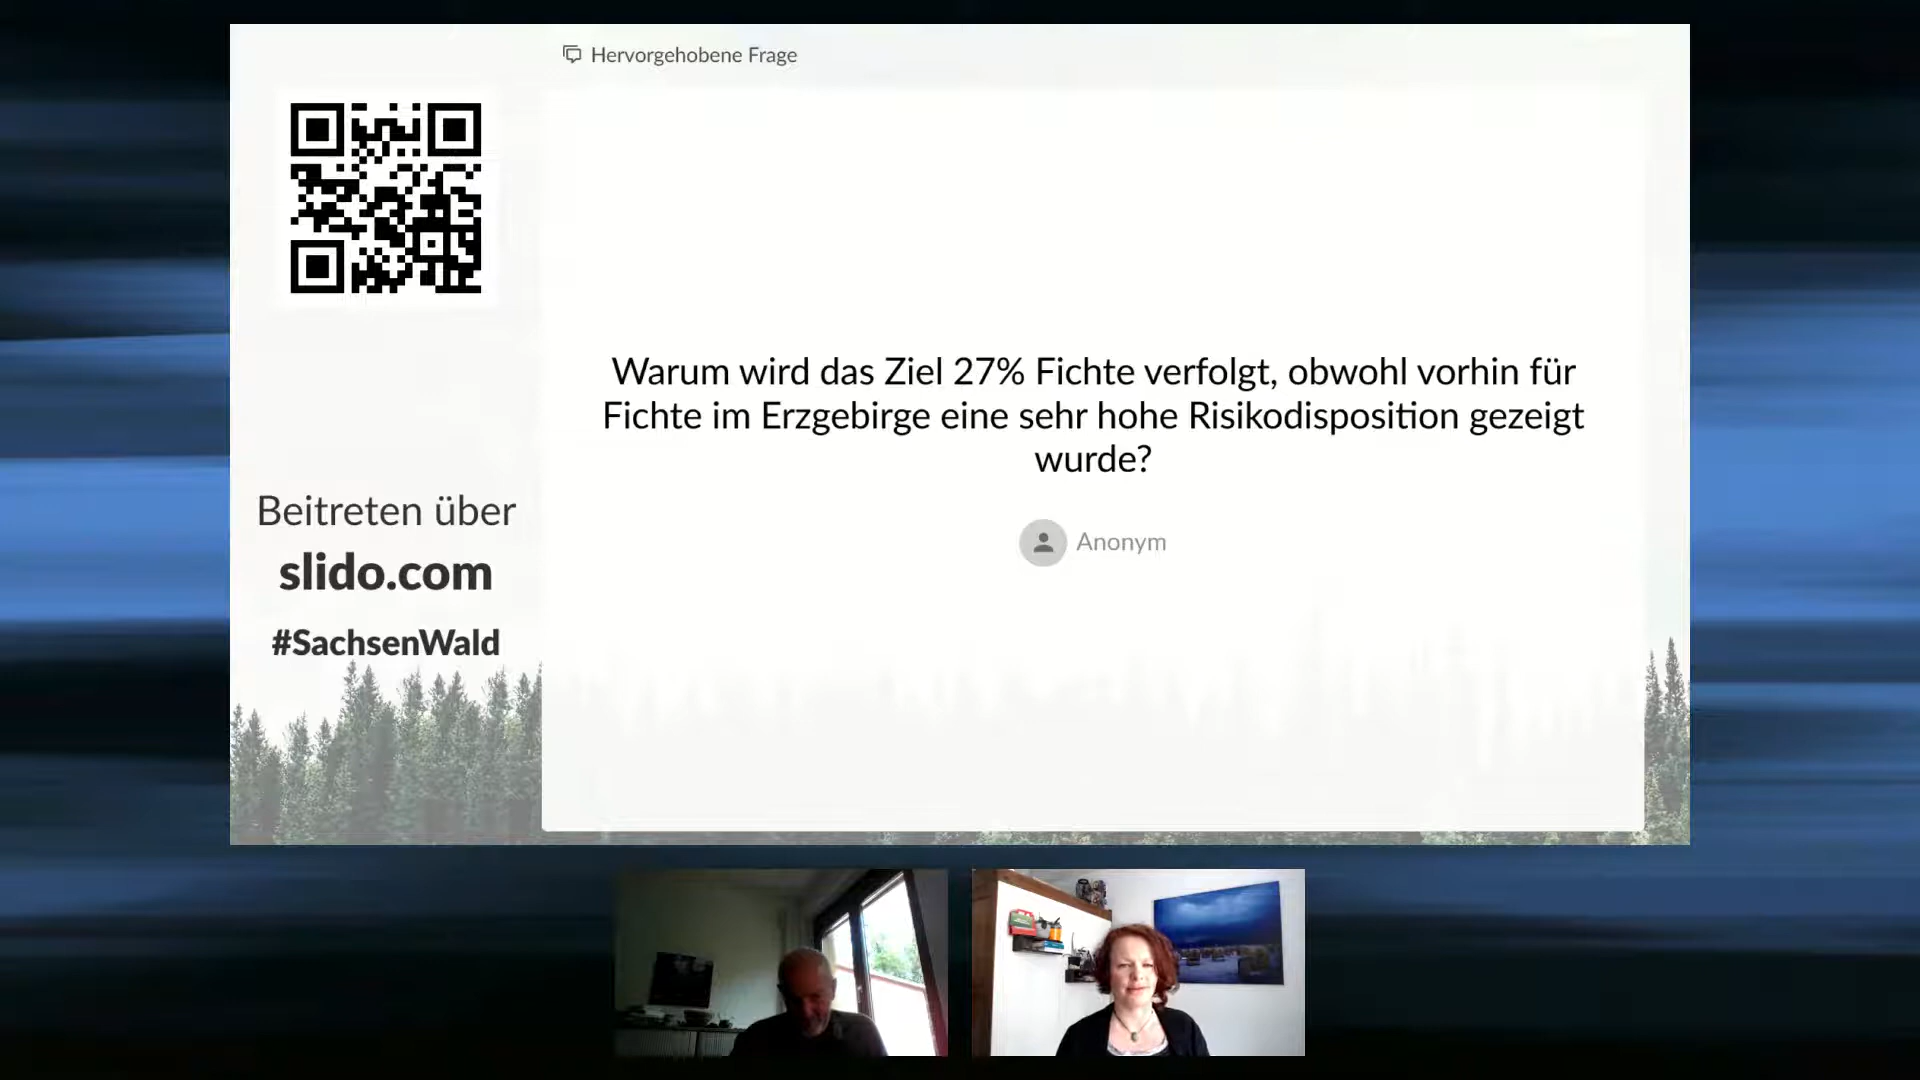 Hervorgehobene Frage
Warum wird das Ziel 27% Fichte verfolgt, obwohl vorhin für
Fichte im Erzgebirge eine sehr hohe Risikodisposition gezeigt
wurde?
Anonym
Beitreten über
slido.com
#SachsenWald